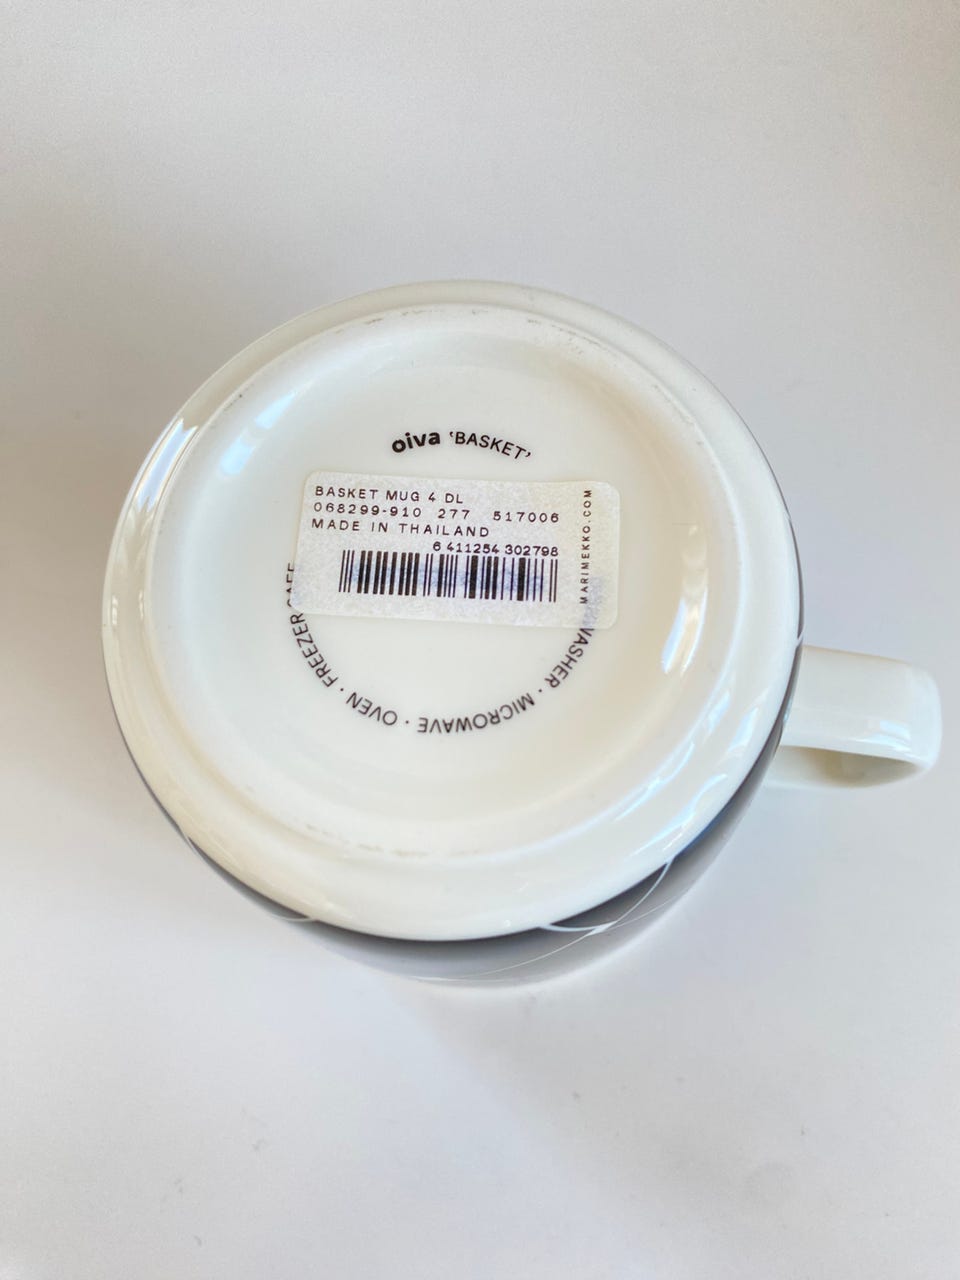 oiva ‘BASKET’
BASKET MUG 4 DL
068299-910 277 517006
MADE IN THAILAND
6 411254 302798
MARIMEKKO.COM
MICROWAVE · OVEN · FREEZER